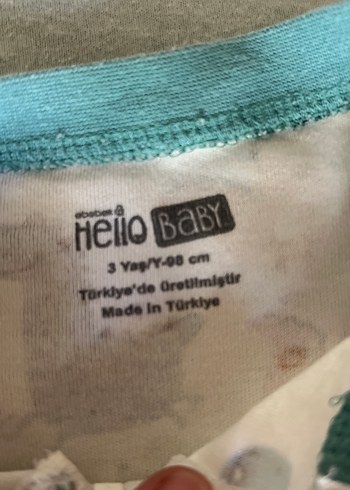 ebebek
Hello BaBY
3 Yaş/Y-98 cm
Türkiye'de üretilmiştir
Made In Türkiye